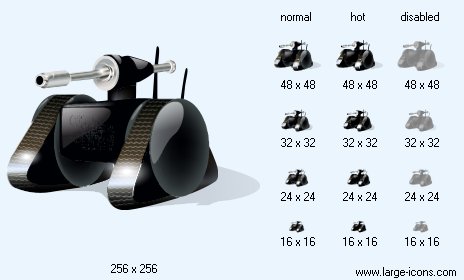 normal hot disabled
48 x 48 48 x 48 48 x 48
32 x 32 32 x 32 32 x 32
24 x 24 24 x 24 24 x 24
16 x 16 16 x 16 16 x 16
256 x 256
www.large-icons.com